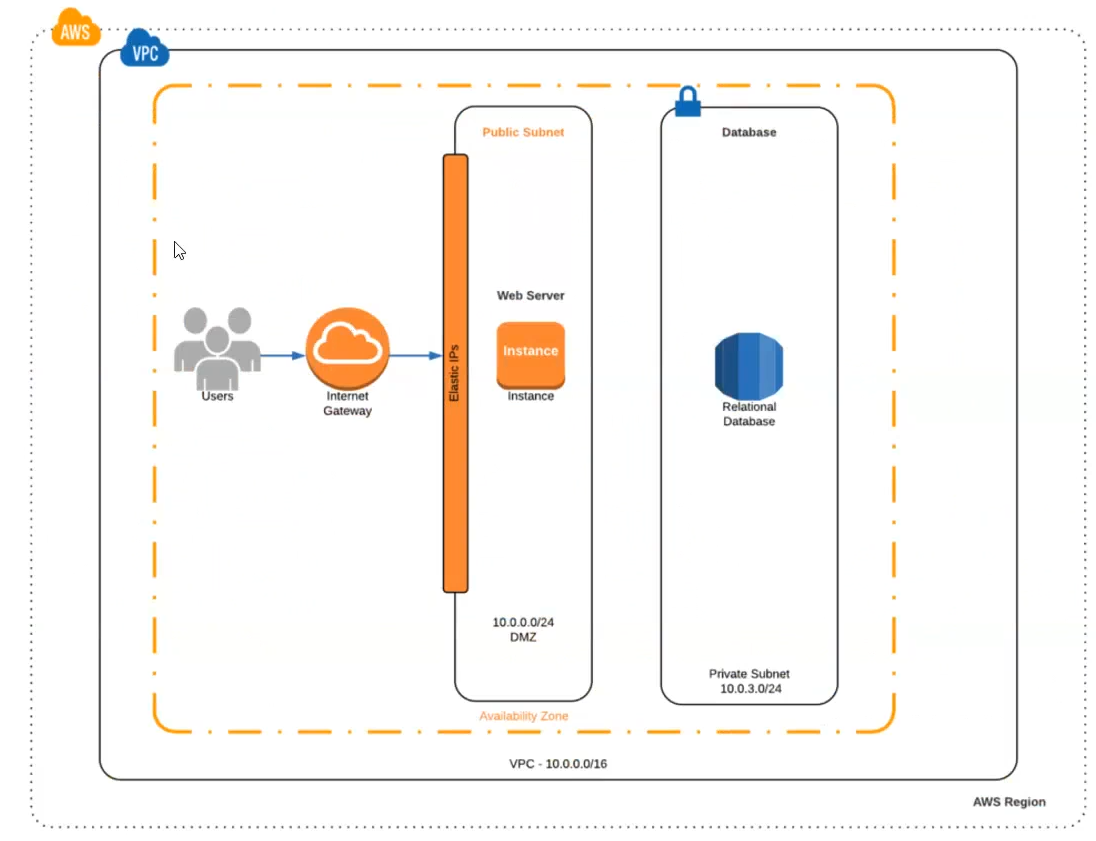 AWS
VPC
Public Subnet
Database
Web Server
Instance
Elastic IPs
Users
Internet
Gateway
Instance
Relational
Database
10.0.0.0/24
DMZ
Private Subnet
10.0.3.0/24
Availability Zone
VPC - 10.0.0.0/16
AWS Region